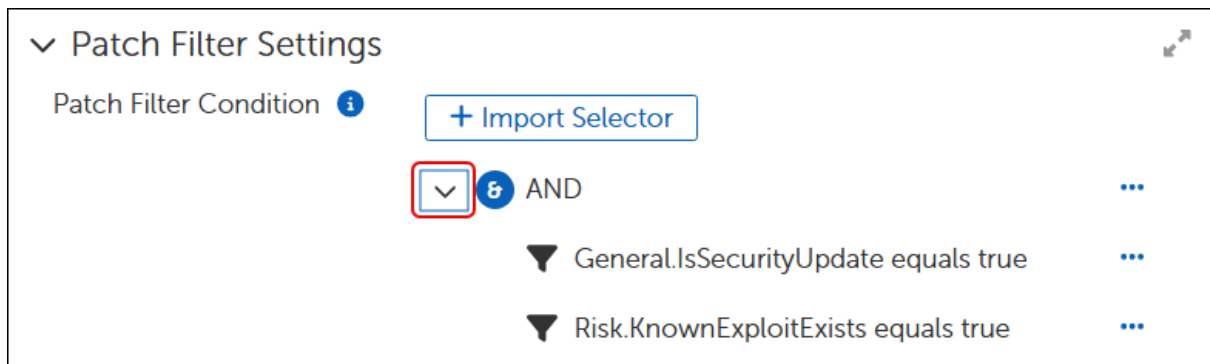 Patch Filter Settings
Patch Filter Condition i
+ Import Selector
& AND
General.IsSecurityUpdate equals true
Risk.KnownExploitExists equals true